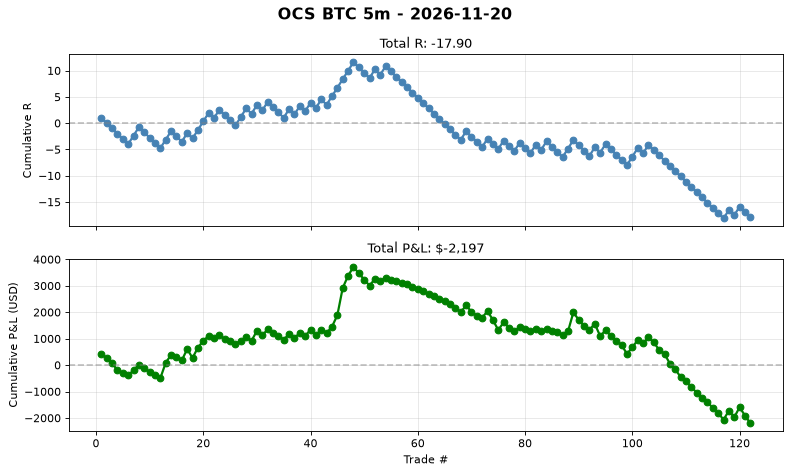 OCS BTC 5m - 2026-11-20
Total R: -17.90
Cumulative R
10
5
0
−5
−10
−15
Total P&L: $-2,197
Cumulative P&L (USD)
4000
3000
2000
1000
0
−1000
−2000
0 20 40 60 80 100 120
Trade #